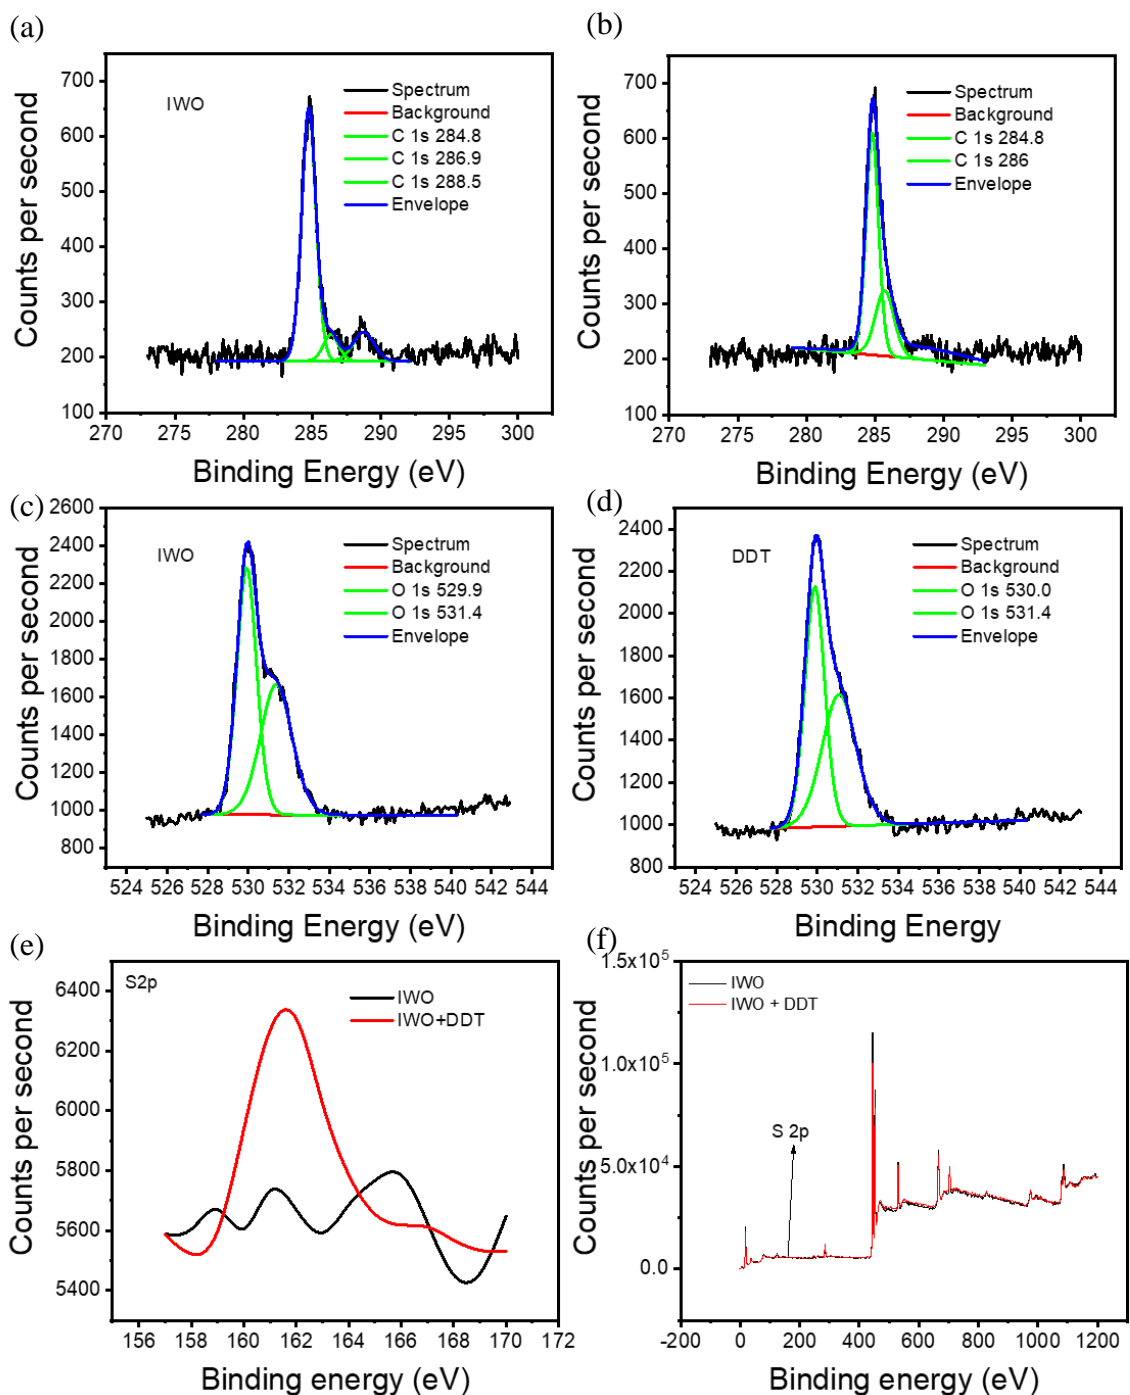 (a)
700
600
500
400
300
200
100
270 275 280 285 290 295 300
Counts per second
Binding Energy (eV)
IWO
Spectrum
Background
C 1s 284.8
C 1s 286.9
C 1s 288.5
Envelope
(b)
700
600
500
400
300
200
100
270 275 280 285 290 295 300
Counts per second
Binding Energy (eV)
Spectrum
Background
C 1s 284.8
C 1s 286
Envelope
(c)
2600
2400
2200
2000
1800
1600
1400
1200
1000
800
524 526 528 530 532 534 536 538 540 542 544
Counts per second
Binding Energy (eV)
IWO
Spectrum
Background
O 1s 529.9
O 1s 531.4
Envelope
(d)
2400
2200
2000
1800
1600
1400
1200
1000
800
524 526 528 530 532 534 536 538 540 542 544
Counts per second
Binding Energy
DDT
Spectrum
Background
O 1s 530.0
O 1s 531.4
Envelope
(e)
6400
6200
6000
5800
5600
5400
156 158 160 162 164 166 168 170 172
Counts per second
Binding energy (eV)
S2p
IWO
IWO+DDT
(f)
1.5x10⁵
1.0x10⁵
5.0x10⁴
0.0
-200 0 200 400 600 800 1000 1200
Counts per second
Binding energy (eV)
IWO
IWO + DDT
S 2p